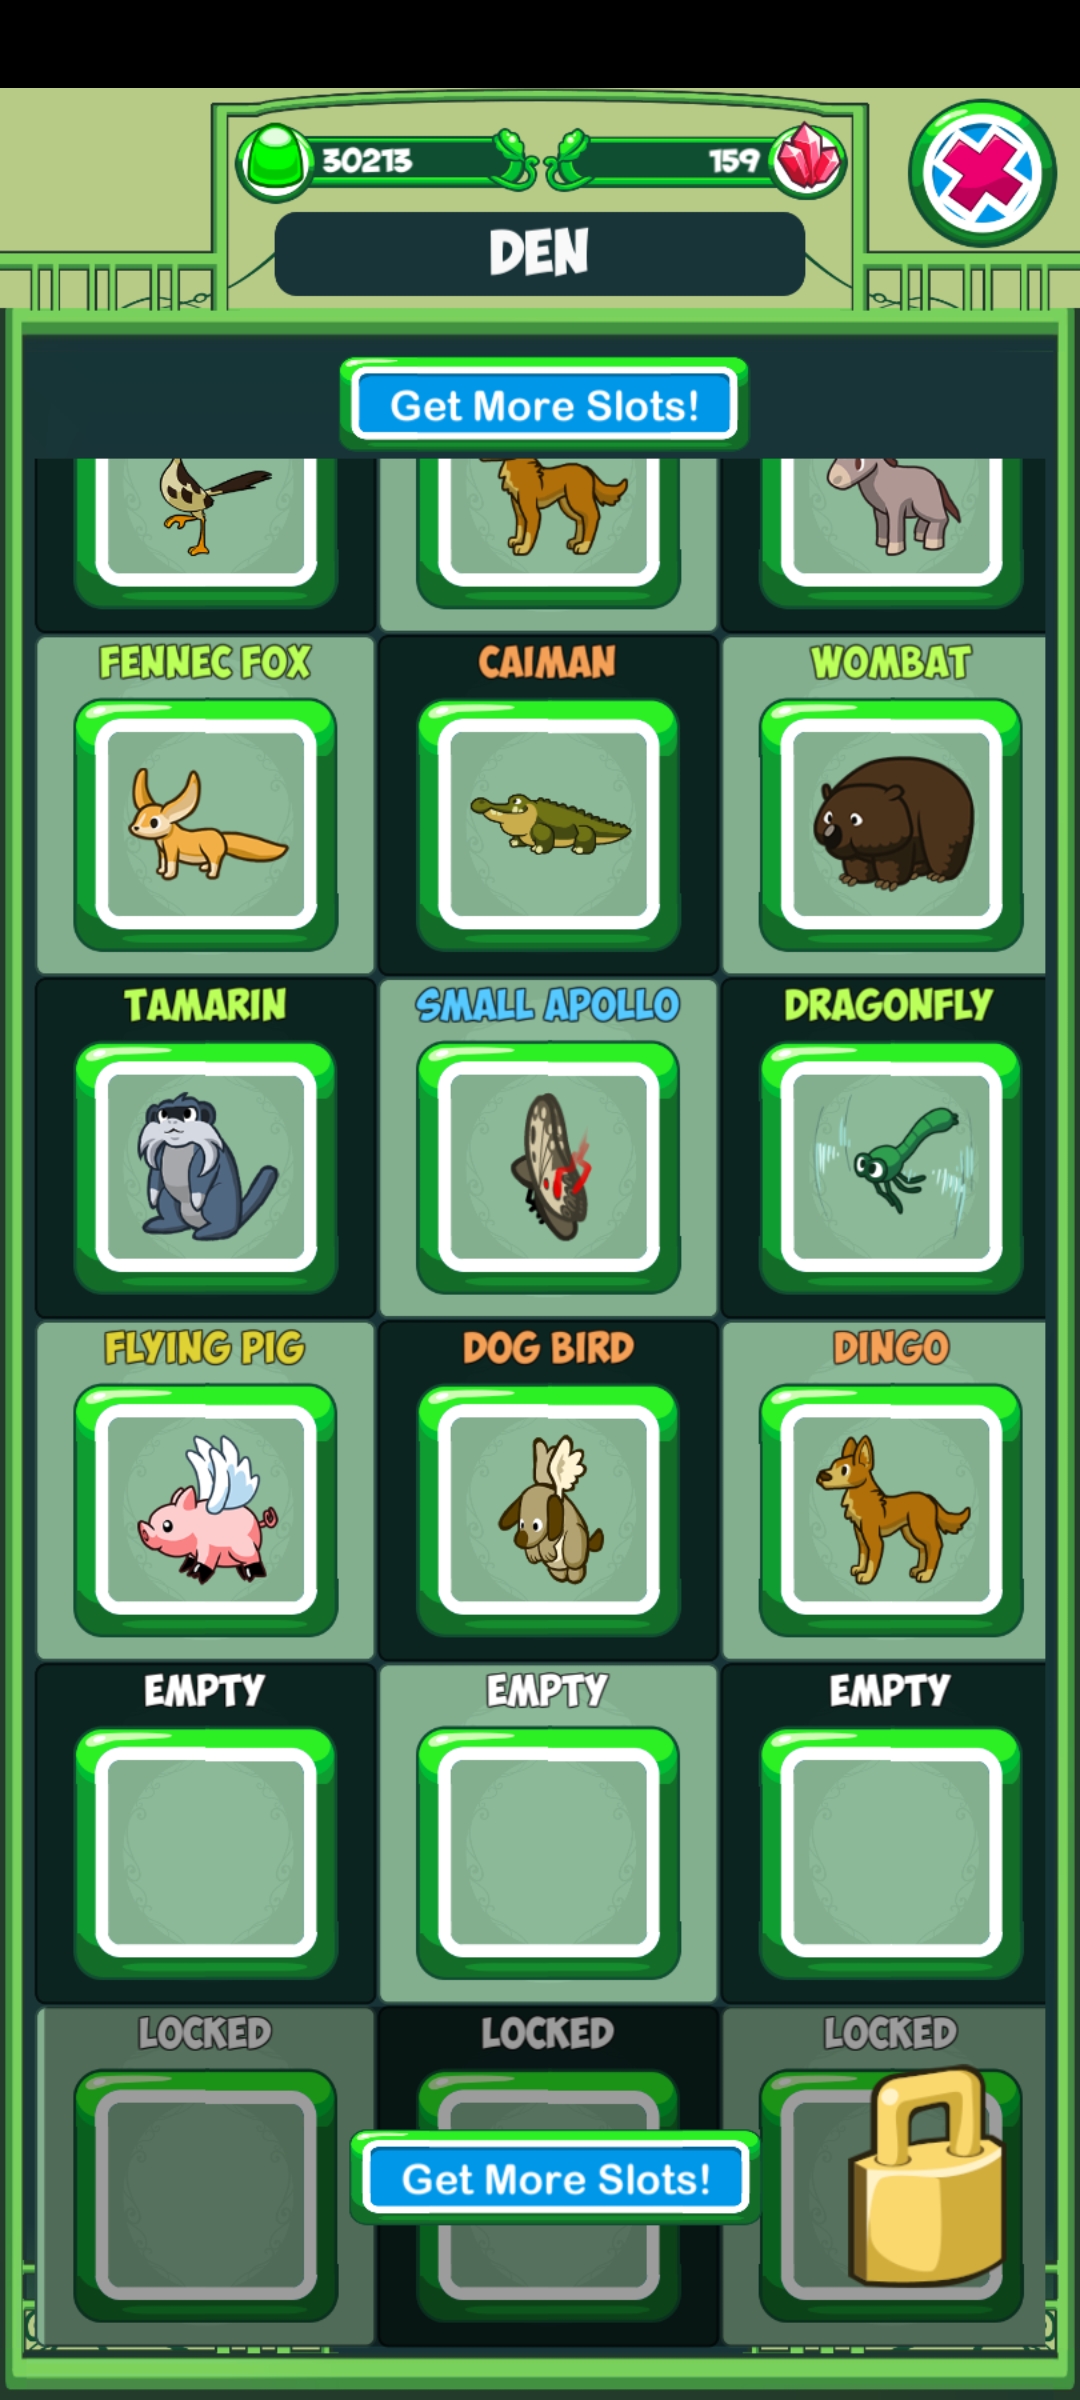 30213
159
DEN
Get More Slots!
FENNEC FOX
CAIMAN
WOMBAT
TAMARIN
SMALL APOLLO
DRAGONFLY
FLYING PIG
DOG BIRD
DINGO
EMPTY
EMPTY
EMPTY
LOCKED
LOCKED
LOCKED
Get More Slots!